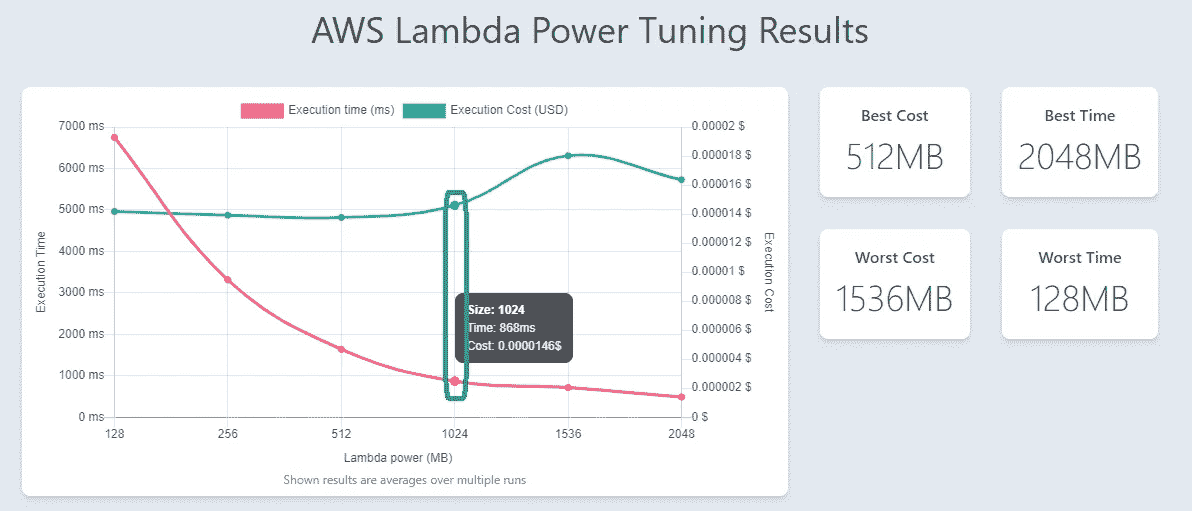 AWS Lambda Power Tuning Results
Execution time (ms) Execution Cost (USD)
7000 ms
6000 ms
5000 ms
4000 ms
3000 ms
2000 ms
1000 ms
0 ms
Execution Time
0.00002 $
0.000018 $
0.000016 $
0.000014 $
0.000012 $
0.00001 $
0.000008 $
0.000006 $
0.000004 $
0.000002 $
0 $
Execution Cost
Size: 1024
Time: 868ms
Cost: 0.0000146$
128 256 512 1024 1536 2048
Lambda power (MB)
Shown results are averages over multiple runs
Best Cost
512MB
Best Time
2048MB
Worst Cost
1536MB
Worst Time
128MB